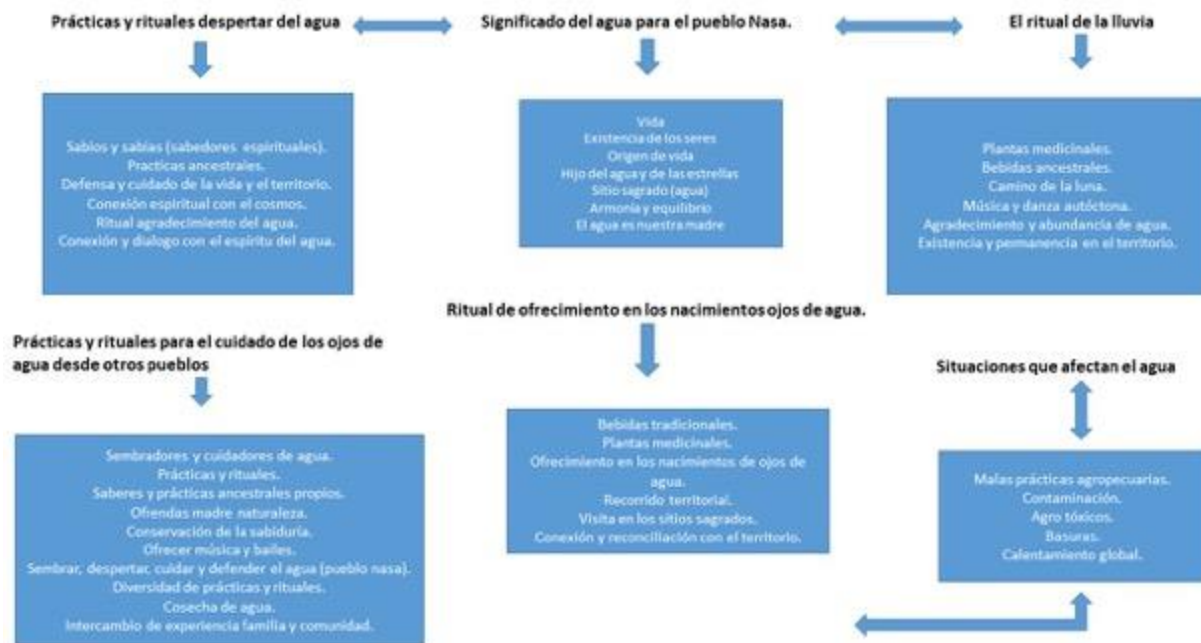 Prácticas y rituales despertar del agua
Significado del agua para el pueblo Nasa.
El ritual de la lluvia
Sabios y sabias (sabedores espirituales).
Practicas ancestrales.
Defensa y cuidado de la vida y el territorio.
Conexión espiritual con el cosmos.
Ritual agradecimiento del agua.
Conexión y dialogo con el espíritu del agua.
Vida
Existencia de los seres
Origen de vida
Hijo del agua y de las estrellas
Sitio sagrado (agua)
Armonía y equilibrio
El agua es nuestra madre
Plantas medicinales.
Bebidas ancestrales.
Camino de la luna.
Música y danza autóctona.
Agradecimiento y abundancia de agua.
Existencia y permanencia en el territorio.
Prácticas y rituales para el cuidado de los ojos de
agua desde otros pueblos
Ritual de ofrecimiento en los nacimientos ojos de agua.
Situaciones que afectan el agua
Sembradores y cuidadores de agua.
Prácticas y rituales.
Saberes y prácticas ancestrales propios.
Ofrendas madre naturaleza.
Conservación de la sabiduría.
Ofrecer música y bailes.
Sembrar, despertar, cuidar y defender el agua (pueblo nasa).
Diversidad de prácticas y rituales.
Cosecha de agua.
Intercambio de experiencia familia y comunidad.
Bebidas tradicionales.
Plantas medicinales.
Ofrecimiento en los nacimientos de ojos de
agua.
Recorrido territorial.
Visita en los sitios sagrados.
Conexión y reconciliación con el territorio.
Malas prácticas agropecuarias.
Contaminación.
Agro tóxicos.
Basuras.
Calentamiento global.